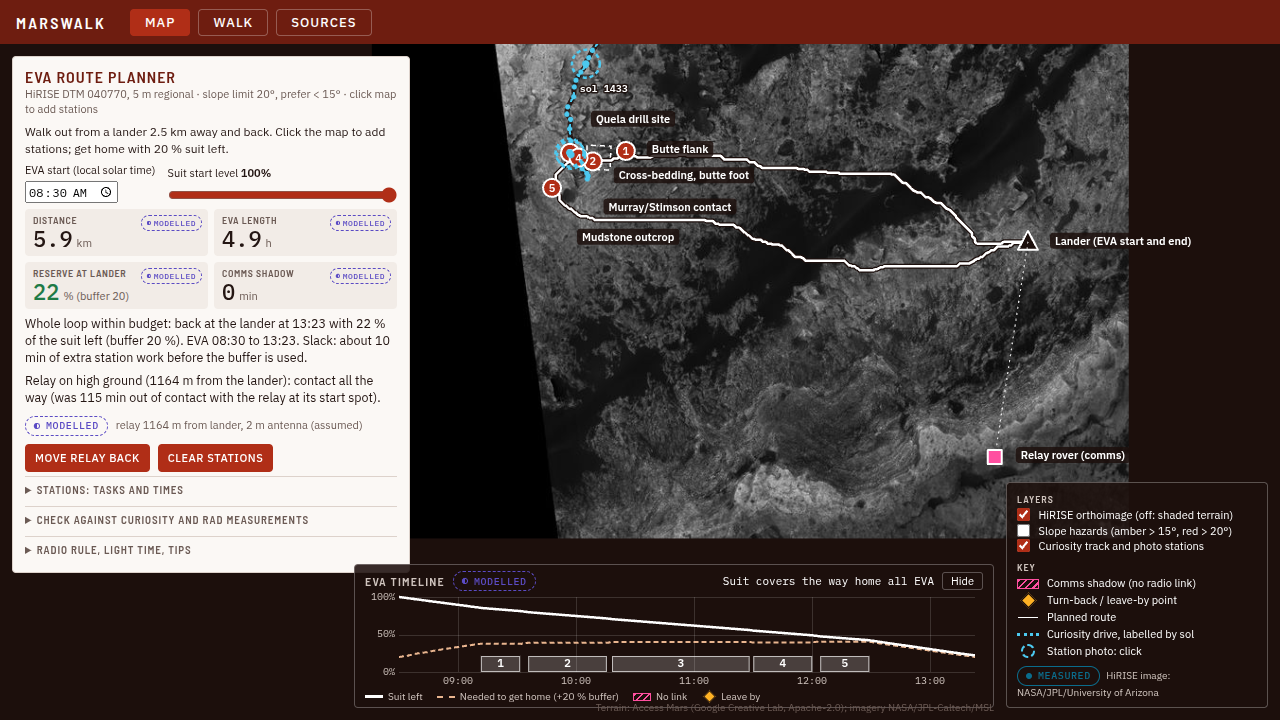 MARSWALK
MAP
WALK
SOURCES
EVA ROUTE PLANNER
HiRISE DTM 040770, 5 m regional · slope limit 20°, prefer < 15° · click map
to add stations
Walk out from a lander 2.5 km away and back. Click the map to add
stations; get home with 20 % suit left.
EVA start (local solar time)
Suit start level 100%
08:30 AM
DISTANCE
MODELLED
5.9 km
EVA LENGTH
MODELLED
4.9 h
RESERVE AT LANDER
MODELLED
22 % (buffer 20)
COMMS SHADOW
MODELLED
0 min
Whole loop within budget: back at the lander at 13:23 with 22 %
of the suit left (buffer 20 %). EVA 08:30 to 13:23. Slack: about 10
min of extra station work before the buffer is used.
Relay on high ground (1164 m from the lander): contact all the
way (was 115 min out of contact with the relay at its start spot).
MODELLED
relay 1164 m from lander, 2 m antenna (assumed)
MOVE RELAY BACK
CLEAR STATIONS
STATIONS: TASKS AND TIMES
CHECK AGAINST CURIOSITY AND RAD MEASUREMENTS
RADIO RULE, LIGHT TIME, TIPS
sol 1433
Quela drill site
1
Butte flank
4
2
Cross-bedding, butte foot
5
Murray/Stimson contact
Mudstone outcrop
Lander (EVA start and end)
Relay rover (comms)
EVA TIMELINE
MODELLED
Suit covers the way home all EVA
Hide
100%
50%
0%
1
2
3
4
5
09:00
10:00
11:00
12:00
13:00
Suit left
Needed to get home (+20 % buffer)
No link
Leave by
Terrain: Access Mars (Google Creative Lab, Apache-2.0); imagery NASA/JPL-Caltech/MSL
LAYERS
HiRISE orthoimage (off: shaded terrain)
Slope hazards (amber > 15°, red > 20°)
Curiosity track and photo stations
KEY
Comms shadow (no radio link)
Turn-back / leave-by point
Planned route
Curiosity drive, labelled by sol
Station photo: click
MEASURED
HiRISE image:
NASA/JPL/University of Arizona